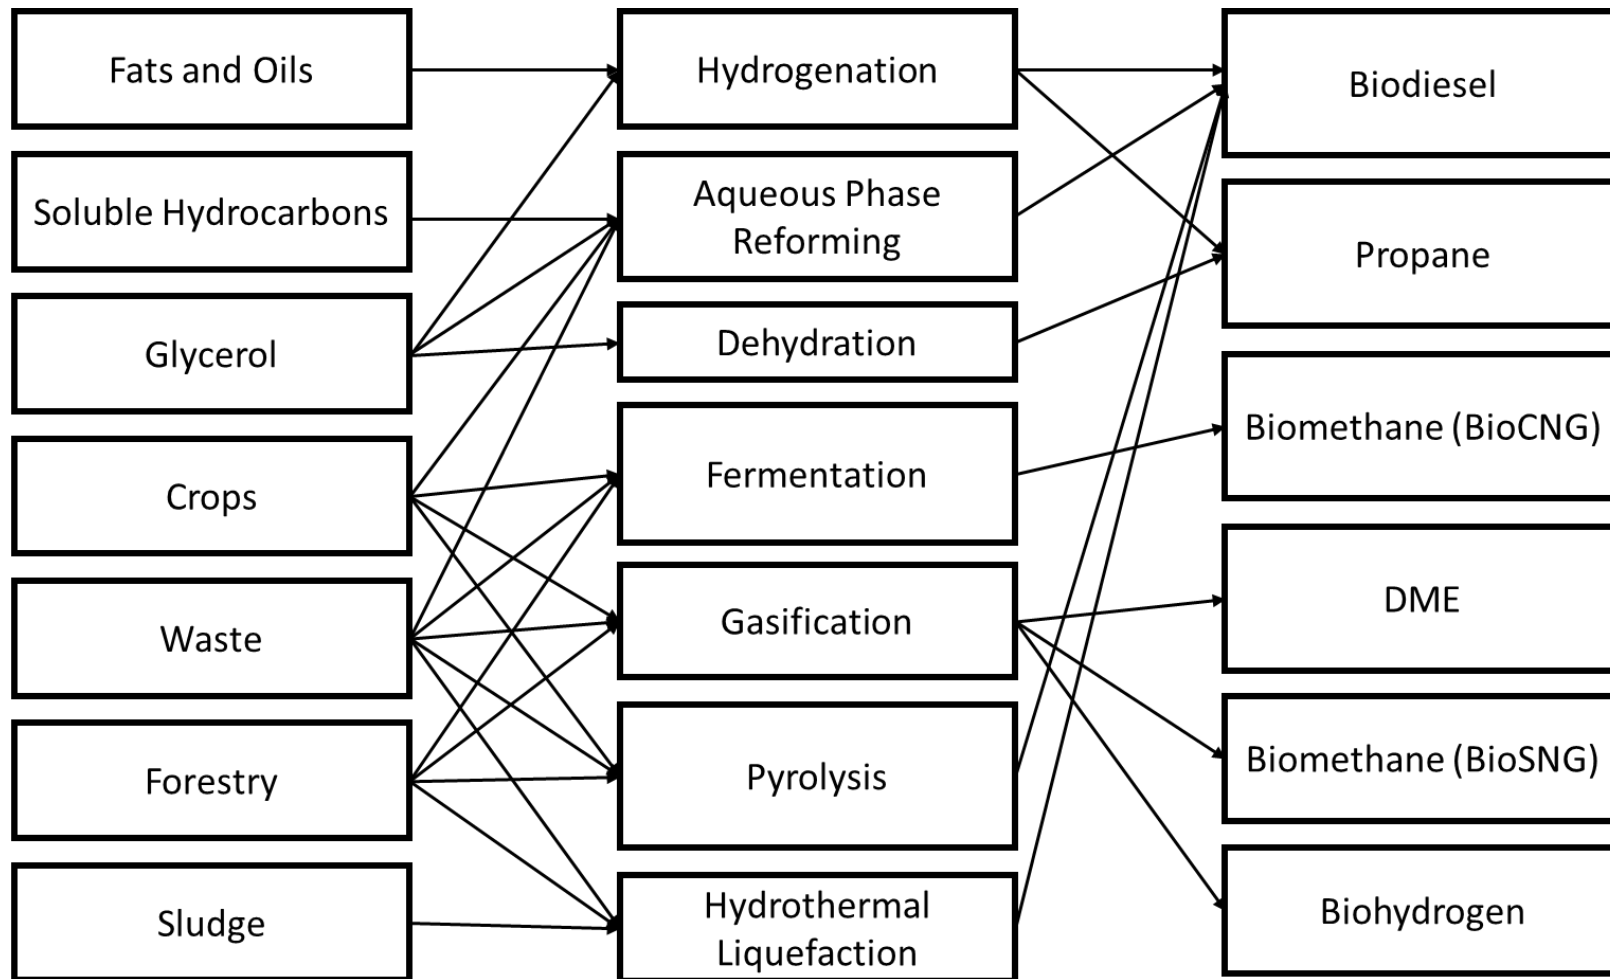 Fats and Oils
Soluble Hydrocarbons
Glycerol
Crops
Waste
Forestry
Sludge
Hydrogenation
Aqueous Phase
Reforming
Dehydration
Fermentation
Gasification
Pyrolysis
Hydrothermal
Liquefaction
Biodiesel
Propane
Biomethane (BioCNG)
DME
Biomethane (BioSNG)
Biohydrogen